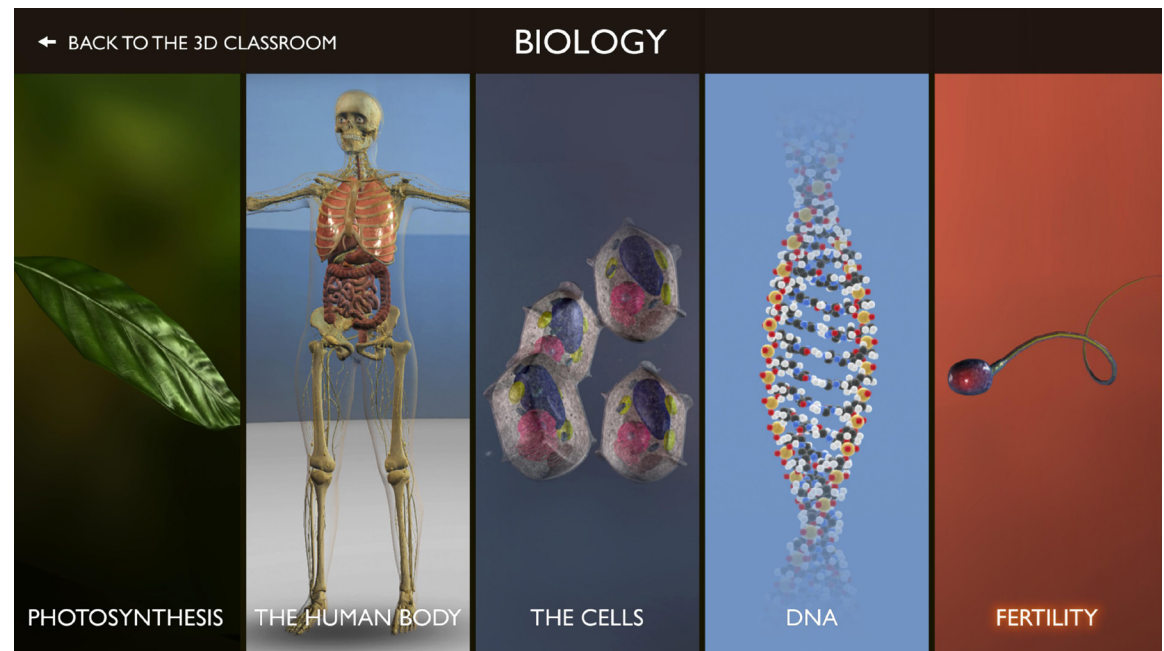 BACK TO THE 3D CLASSROOM
BIOLOGY
PHOTOSYNTHESIS
THE HUMAN BODY
THE CELLS
DNA
FERTILITY